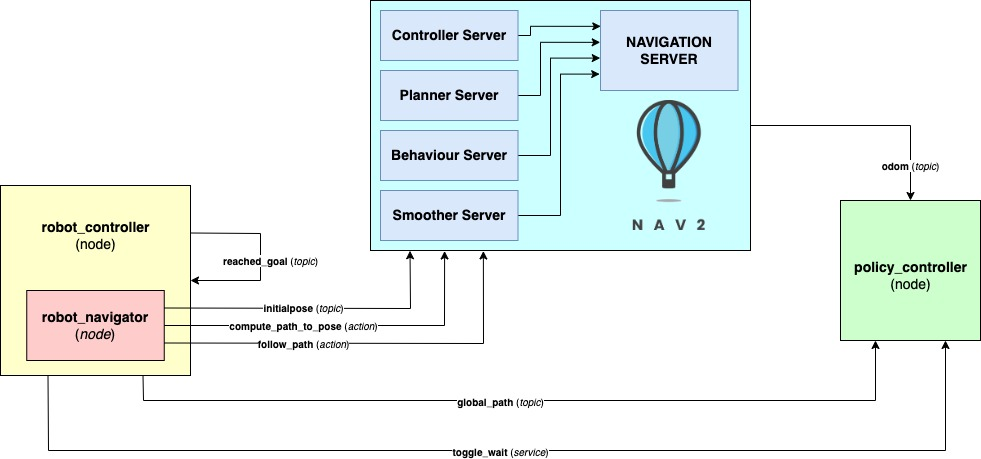 Controller Server
NAVIGATION
SERVER
Planner Server
Behaviour Server
Smoother Server
NAV2
odom (topic)
robot_controller
(node)
reached_goal (topic)
robot_navigator
(node)
initialpose (topic)
compute_path_to_pose (action)
follow_path (action)
policy_controller
(node)
global_path (topic)
toggle_wait (service)